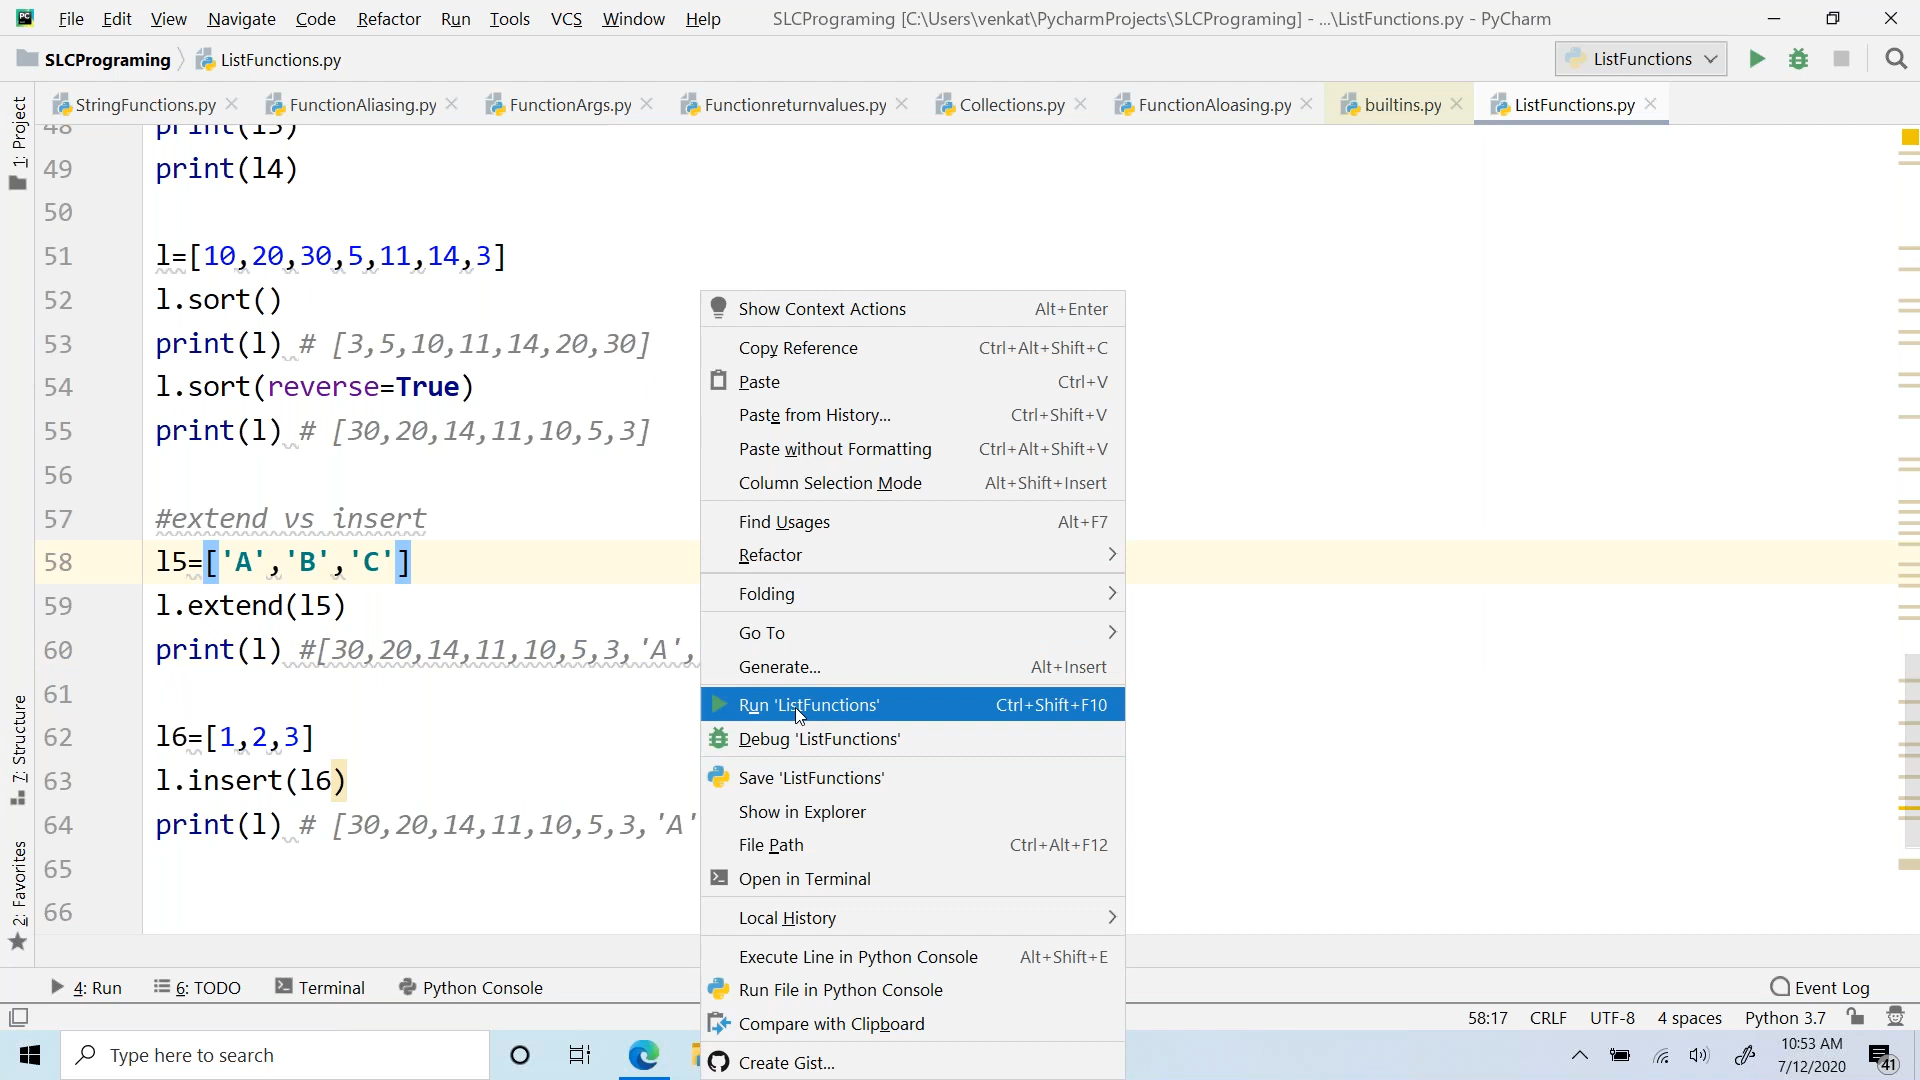 File Edit View Navigate Code Refactor Run Tools VCS Window Help SLCPrograming [C:\Users\venkat\PycharmProjects\SLCPrograming] - ...\ListFunctions.py - PyCharm
SLCPrograming ListFunctions.py ListFunctions
StringFunctions.py FunctionAliasing.py FunctionArgs.py Functionreturnvalues.py Collections.py FunctionAloasing.py builtins.py ListFunctions.py
1: Project
7: Structure
2: Favorites
48 print(l3)
49 print(l4)
50
51 l=[10,20,30,5,11,14,3]
52 l.sort()
53 print(l) # [3,5,10,11,14,20,30]
54 l.sort(reverse=True)
55 print(l) # [30,20,14,11,10,5,3]
56
57 #extend vs insert
58 l5=['A','B','C']
59 l.extend(l5)
60 print(l) #[30,20,14,11,10,5,3,'A',
61
62 l6=[1,2,3]
63 l.insert(l6)
64 print(l) # [30,20,14,11,10,5,3,'A'
65
66
Show Context Actions Alt+Enter
Copy Reference Ctrl+Alt+Shift+C
Paste Ctrl+V
Paste from History... Ctrl+Shift+V
Paste without Formatting Ctrl+Alt+Shift+V
Column Selection Mode Alt+Shift+Insert
Find Usages Alt+F7
Refactor
Folding
Go To
Generate... Alt+Insert
Run 'ListFunctions' Ctrl+Shift+F10
Debug 'ListFunctions'
Save 'ListFunctions'
Show in Explorer
File Path Ctrl+Alt+F12
Open in Terminal
Local History
Execute Line in Python Console Alt+Shift+E
Run File in Python Console
Compare with Clipboard
Create Gist...
4: Run 6: TODO Terminal Python Console Event Log
58:17 CRLF UTF-8 4 spaces Python 3.7
Type here to search
10:53 AM
7/12/2020
41